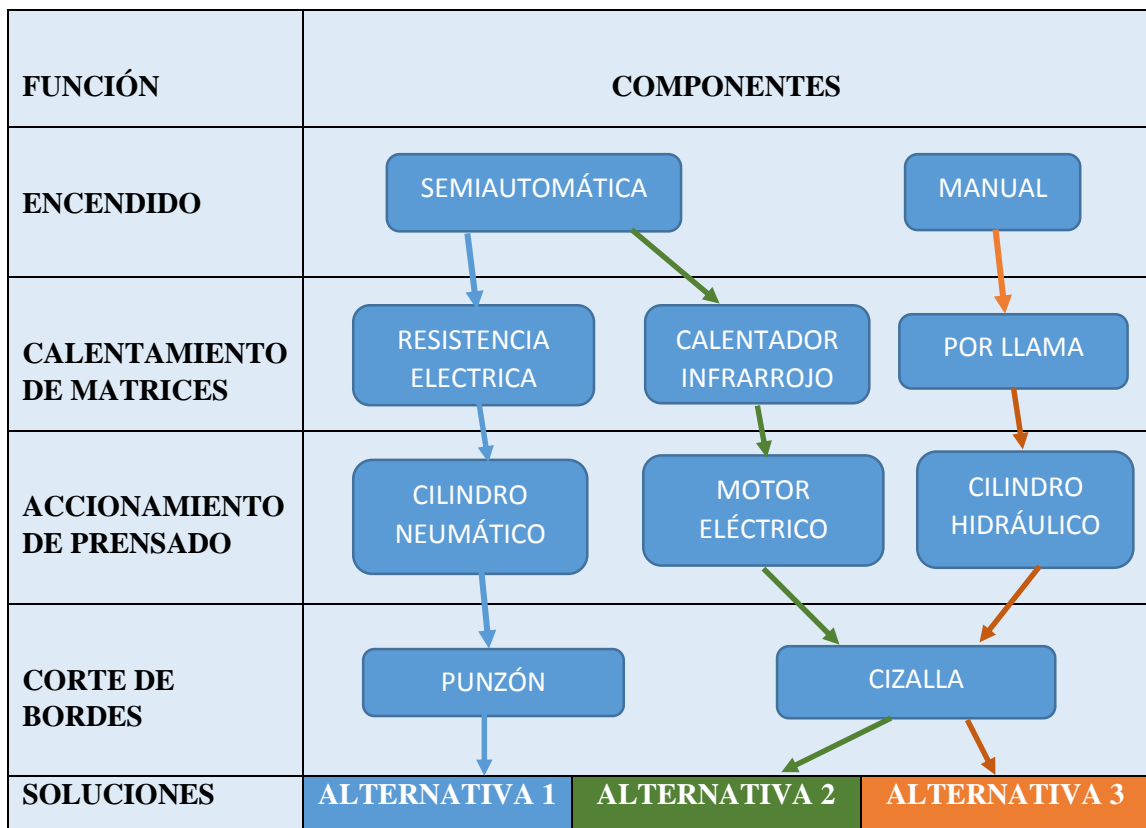 FUNCIÓN
COMPONENTES
ENCENDIDO
SEMIAUTOMÁTICA
MANUAL
CALENTAMIENTO
DE MATRICES
RESISTENCIA
ELECTRICA
CALENTADOR
INFRARROJO
POR LLAMA
ACCIONAMIENTO
DE PRENSADO
CILINDRO
NEUMÁTICO
MOTOR
ELÉCTRICO
CILINDRO
HIDRÁULICO
CORTE DE
BORDES
PUNZÓN
CIZALLA
SOLUCIONES
ALTERNATIVA 1
ALTERNATIVA 2
ALTERNATIVA 3